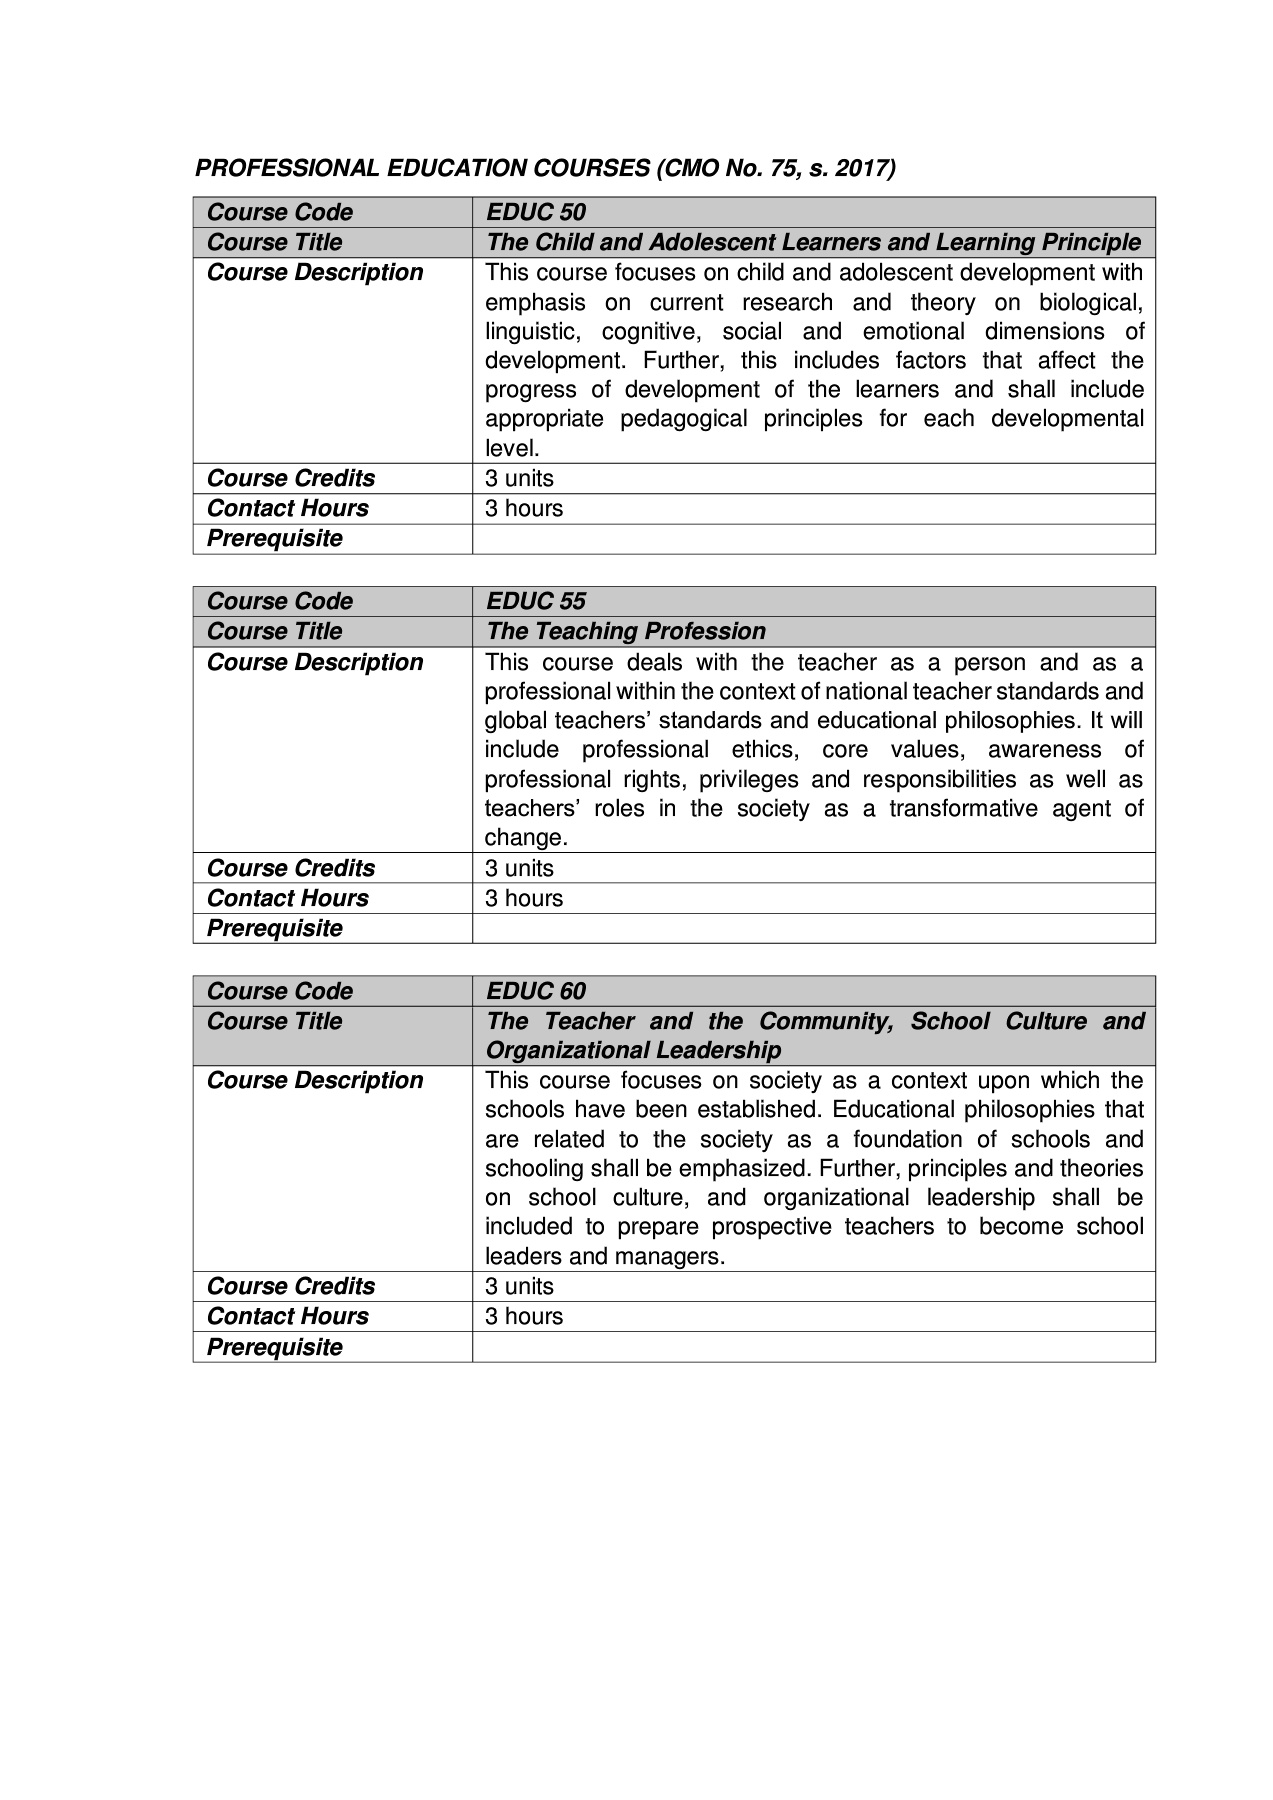 PROFESSIONAL EDUCATION COURSES (CMO No. 75, s. 2017)
Course Code EDUC 50
Course Title The Child and Adolescent Learners and Learning Principle
Course Description This course focuses on child and adolescent development with
emphasis on current research and theory on biological,
linguistic, cognitive, social and emotional dimensions of
development. Further, this includes factors that affect the
progress of development of the learners and shall include
appropriate pedagogical principles for each developmental
level.
Course Credits 3 units
Contact Hours 3 hours
Prerequisite
Course Code EDUC 55
Course Title The Teaching Profession
Course Description This course deals with the teacher as a person and as a
professional within the context of national teacher standards and
global teachers’ standards and educational philosophies. It will
include professional ethics, core values, awareness of
professional rights, privileges and responsibilities as well as
teachers’ roles in the society as a transformative agent of
change.
Course Credits 3 units
Contact Hours 3 hours
Prerequisite
Course Code EDUC 60
Course Title The Teacher and the Community, School Culture and
Organizational Leadership
Course Description This course focuses on society as a context upon which the
schools have been established. Educational philosophies that
are related to the society as a foundation of schools and
schooling shall be emphasized. Further, principles and theories
on school culture, and organizational leadership shall be
included to prepare prospective teachers to become school
leaders and managers.
Course Credits 3 units
Contact Hours 3 hours
Prerequisite